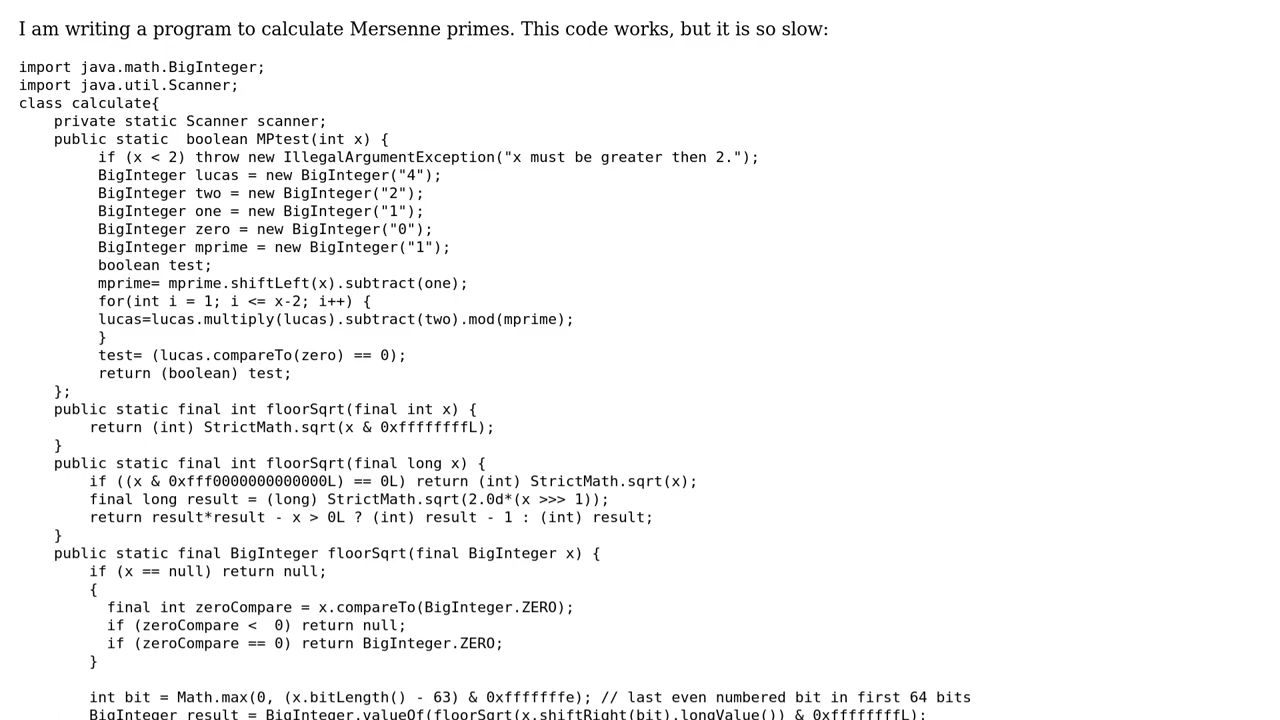 I am writing a program to calculate Mersenne primes. This code works, but it is so slow:
import java.math.BigInteger;
import java.util.Scanner;
class calculate{
    private static Scanner scanner;
    public static  boolean MPtest(int x) {
         if (x < 2) throw new IllegalArgumentException("x must be greater then 2.");
         BigInteger lucas = new BigInteger("4");
         BigInteger two = new BigInteger("2");
         BigInteger one = new BigInteger("1");
         BigInteger zero = new BigInteger("0");
         BigInteger mprime = new BigInteger("1");
         boolean test;
         mprime= mprime.shiftLeft(x).subtract(one);
         for(int i = 1; i <= x-2; i++) {
         lucas=lucas.multiply(lucas).subtract(two).mod(mprime);
         }
         test= (lucas.compareTo(zero) == 0);
         return (boolean) test;
    };
    public static final int floorSqrt(final int x) {
        return (int) StrictMath.sqrt(x & 0xffffffffL);
    }
    public static final int floorSqrt(final long x) {
        if ((x & 0xfff0000000000000L) == 0L) return (int) StrictMath.sqrt(x);
        final long result = (long) StrictMath.sqrt(2.0d*(x >>> 1));
        return result*result - x > 0L ? (int) result - 1 : (int) result;
    }
    public static final BigInteger floorSqrt(final BigInteger x) {
        if (x == null) return null;
        {
          final int zeroCompare = x.compareTo(BigInteger.ZERO);
          if (zeroCompare <  0) return null;
          if (zeroCompare == 0) return BigInteger.ZERO;
        }
        int bit = Math.max(0, (x.bitLength() - 63) & 0xfffffffe); // last even numbered bit in first 64 bits
        BigInteger result = BigInteger.valueOf(floorSqrt(x.shiftRight(bit).longValue()) & 0xffffffffL);